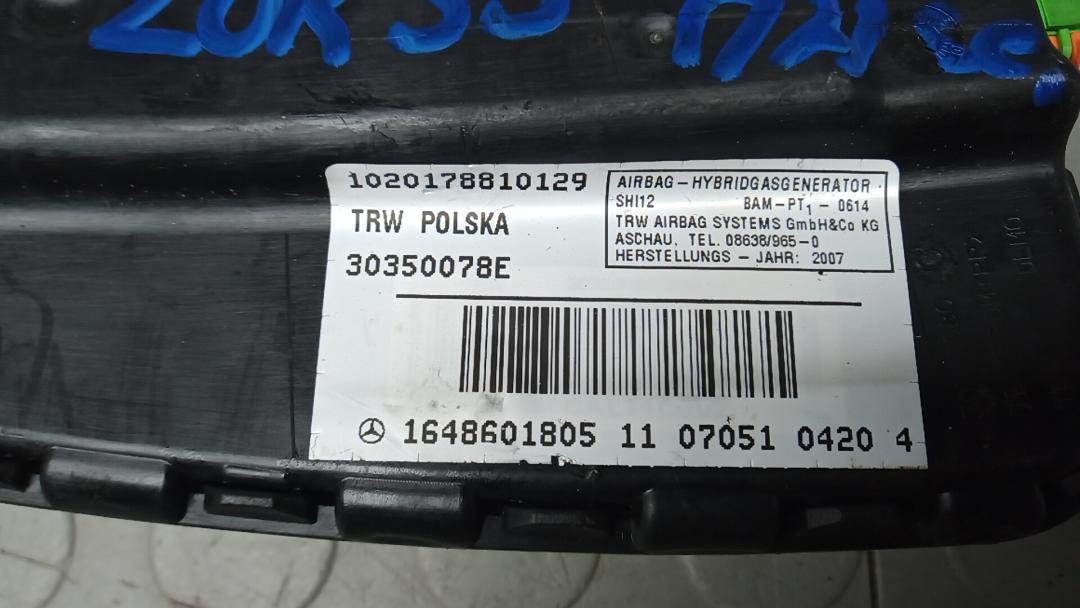 1020178810129
TRW POLSKA
30350078E
AIRBAG-HYBRIDGASGENERATOR
SHI12 BAM-PT1-0614
TRW AIRBAG SYSTEMS GmbH&Co KG
ASCHAU, TEL. 08638/965-0
HERSTELLUNGS-JAHR: 2007
1648601805 11 07051 0420 4